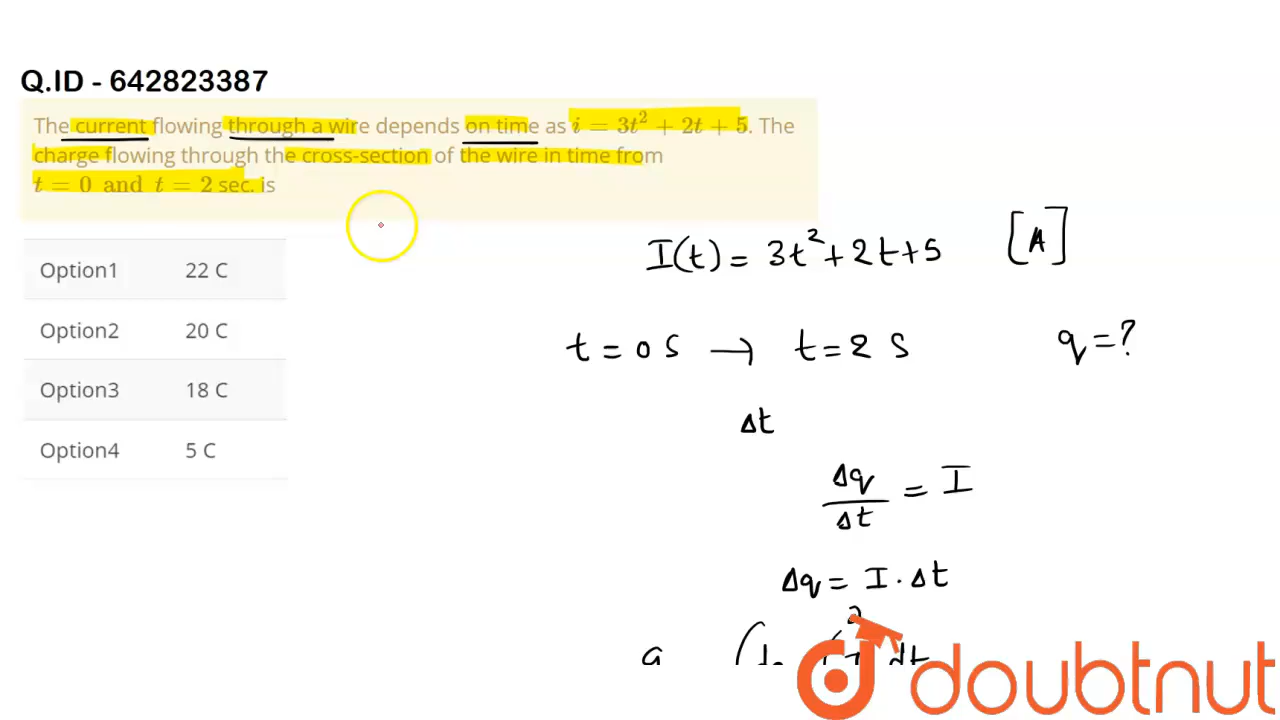 Q.ID - 642823387
The current flowing through a wire depends on time as i = 3t² + 2t + 5. The
charge flowing through the cross-section of the wire in time from
t = 0 and t = 2 sec. is
Option1 22 C
Option2 20 C
Option3 18 C
Option4 5 C
I(t) = 3t²+2t+5 [A]
t = 0 S → t = 2 S q = ?
Δt
Δq/Δt = I
Δq = I · Δt
doubtnut